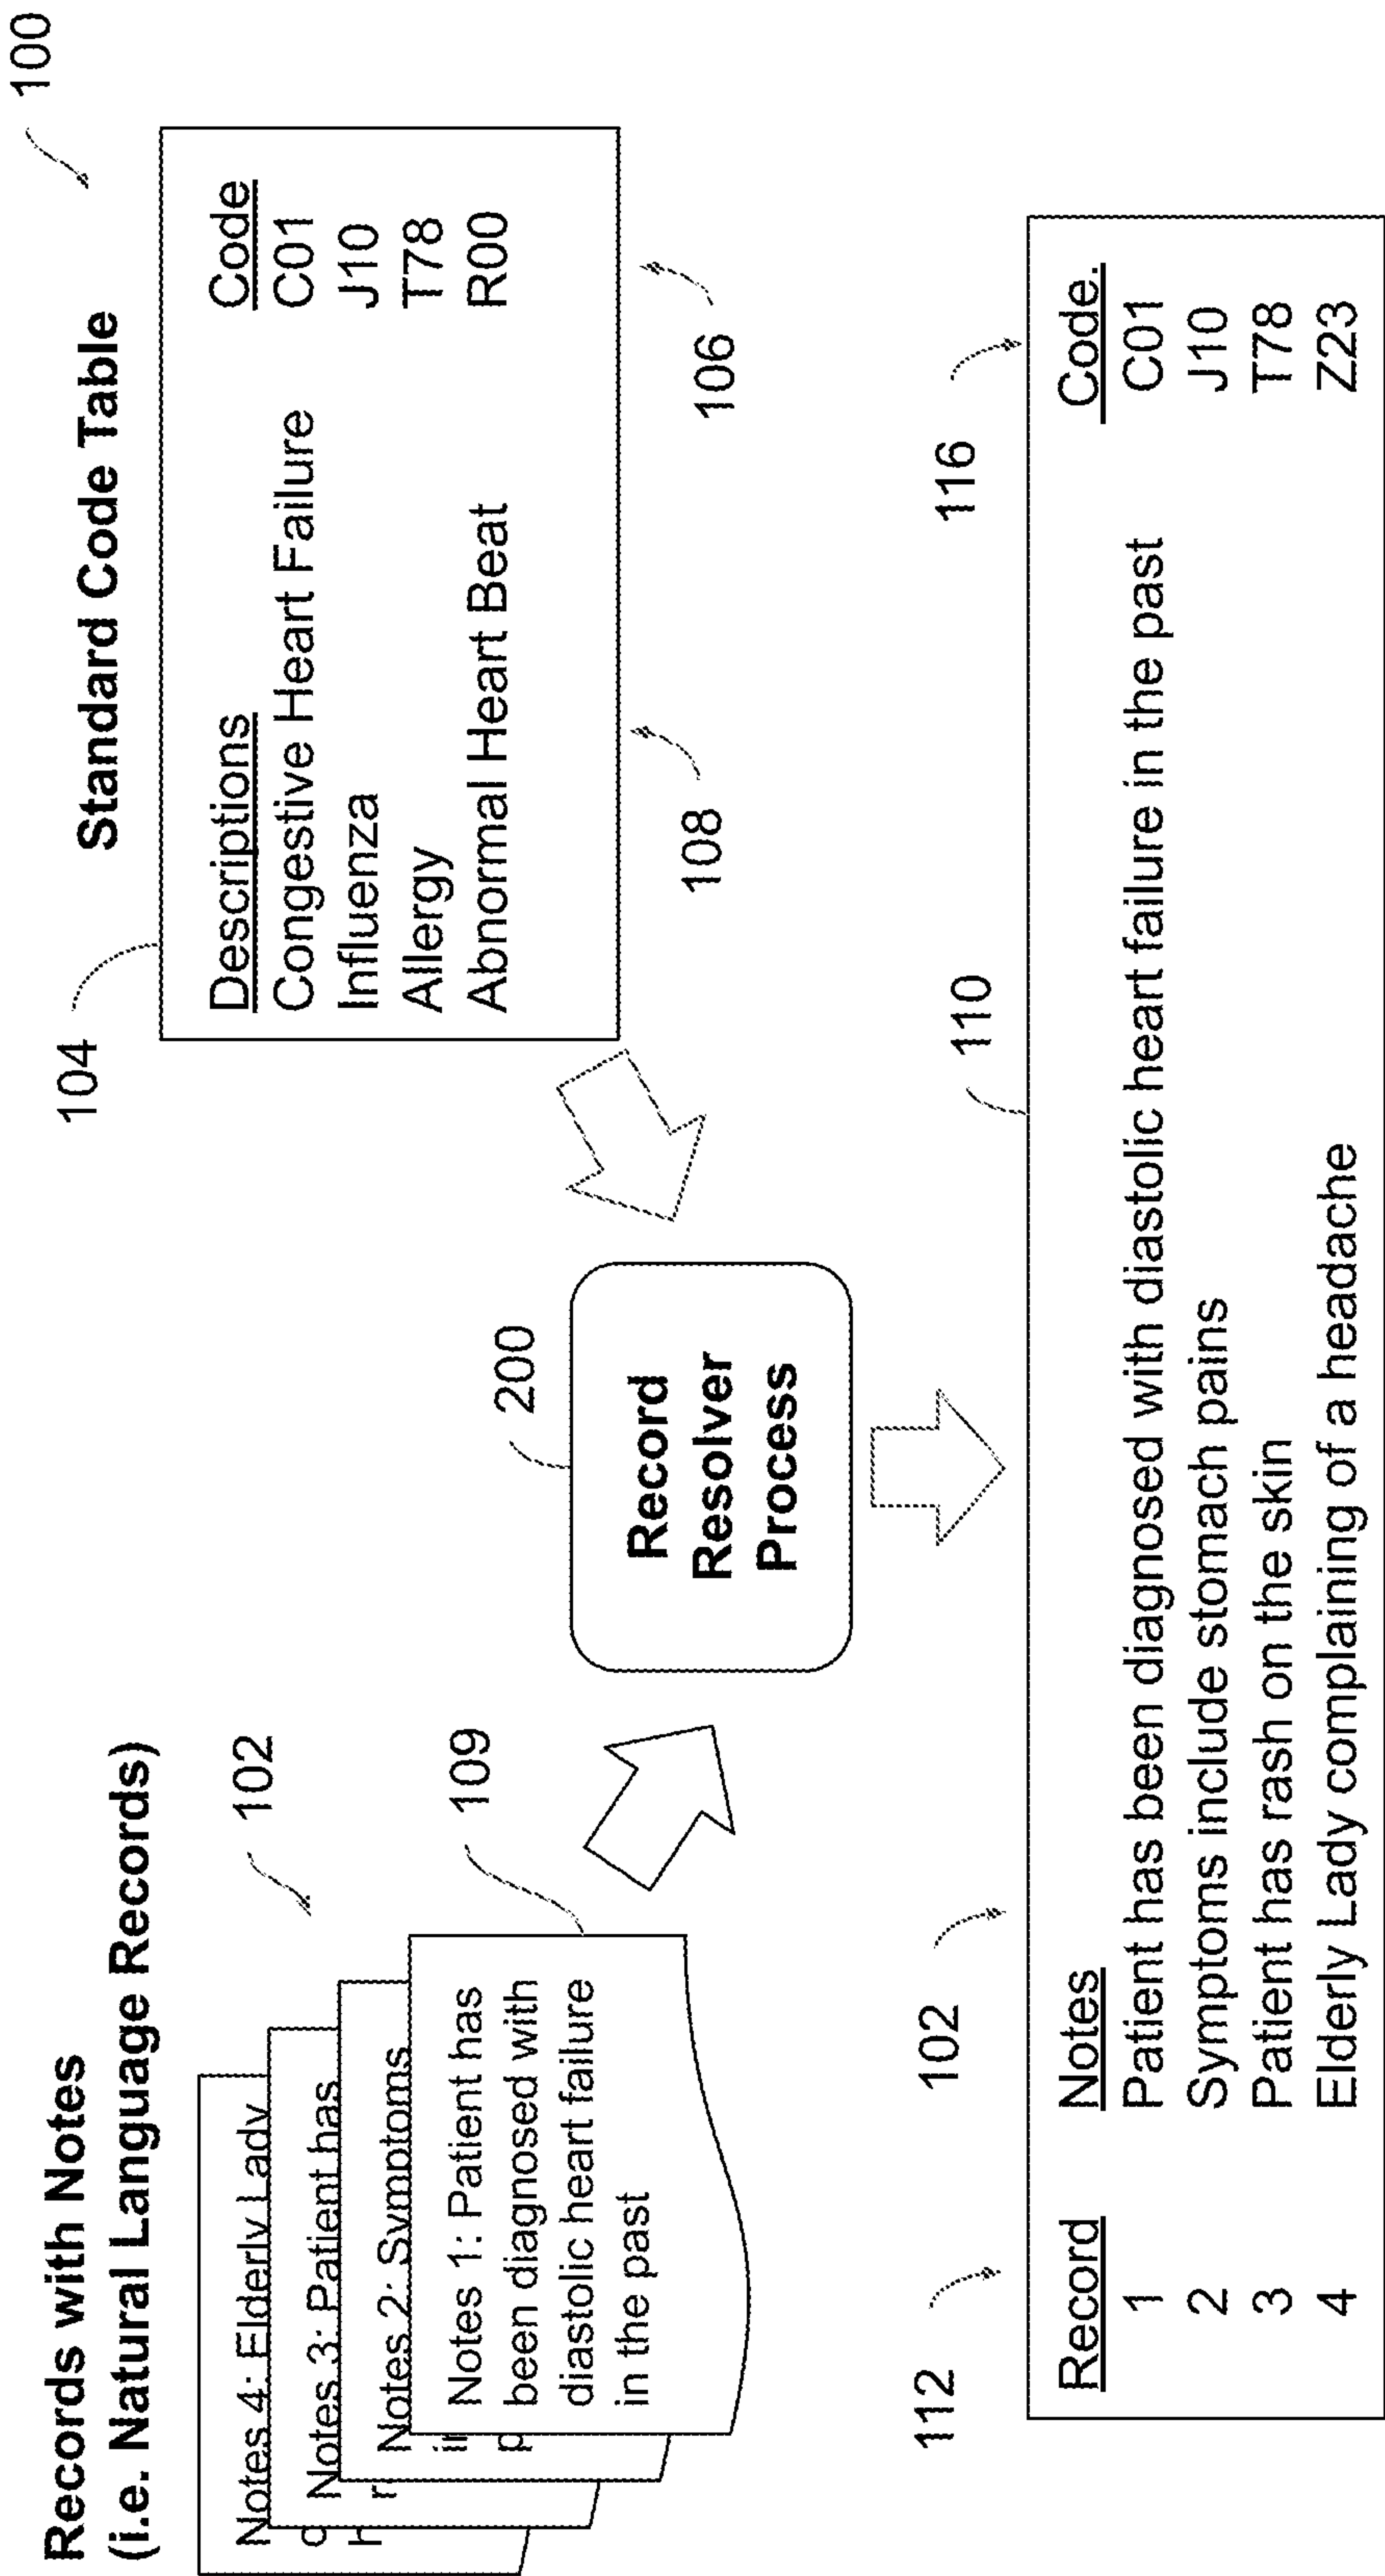 100
Records with Notes
(i.e. Natural Language Records)
102
Notes 4: Elderly Lady
Notes 3: Patient has
Notes 2: Symptoms
Notes 1: Patient has
been diagnosed with
diastolic heart failure
in the past
109
Standard Code Table
104
Descriptions Code
Congestive Heart Failure C01
Influenza J10
Allergy T78
Abnormal Heart Beat R00
108
106
200
Record
Resolver
Process
112
102
110
116
Record Notes Code.
1 Patient has been diagnosed with diastolic heart failure in the past C01
2 Symptoms include stomach pains J10
3 Patient has rash on the skin T78
4 Elderly Lady complaining of a headache Z23